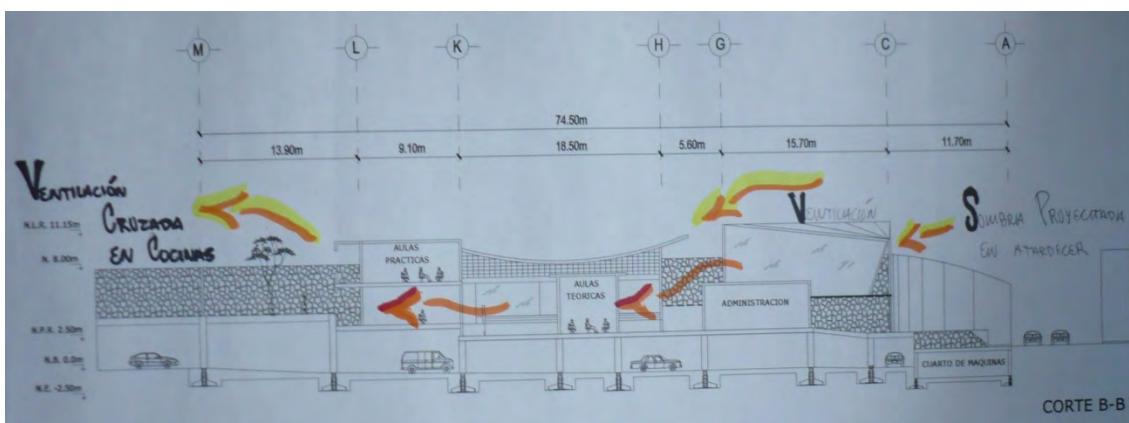 M L K H G C A
74.50m
13.90m 9.10m 18.50m 5.60m 15.70m 11.70m
VENTILACIÓN
CRUZADA
EN COCINAS
VENTILACIÓN
SOMBRA PROYECTADA
EN ATARDECER
N.L.R. 11.15m
N. 8.00m
AULAS
PRACTICAS
AULAS
TEORICAS
ADMINISTRACION
N.P.R. 2.50m
N.B. 0.0m
N.E. -2.50m
CUARTO DE MAQUINAS
CORTE B-B